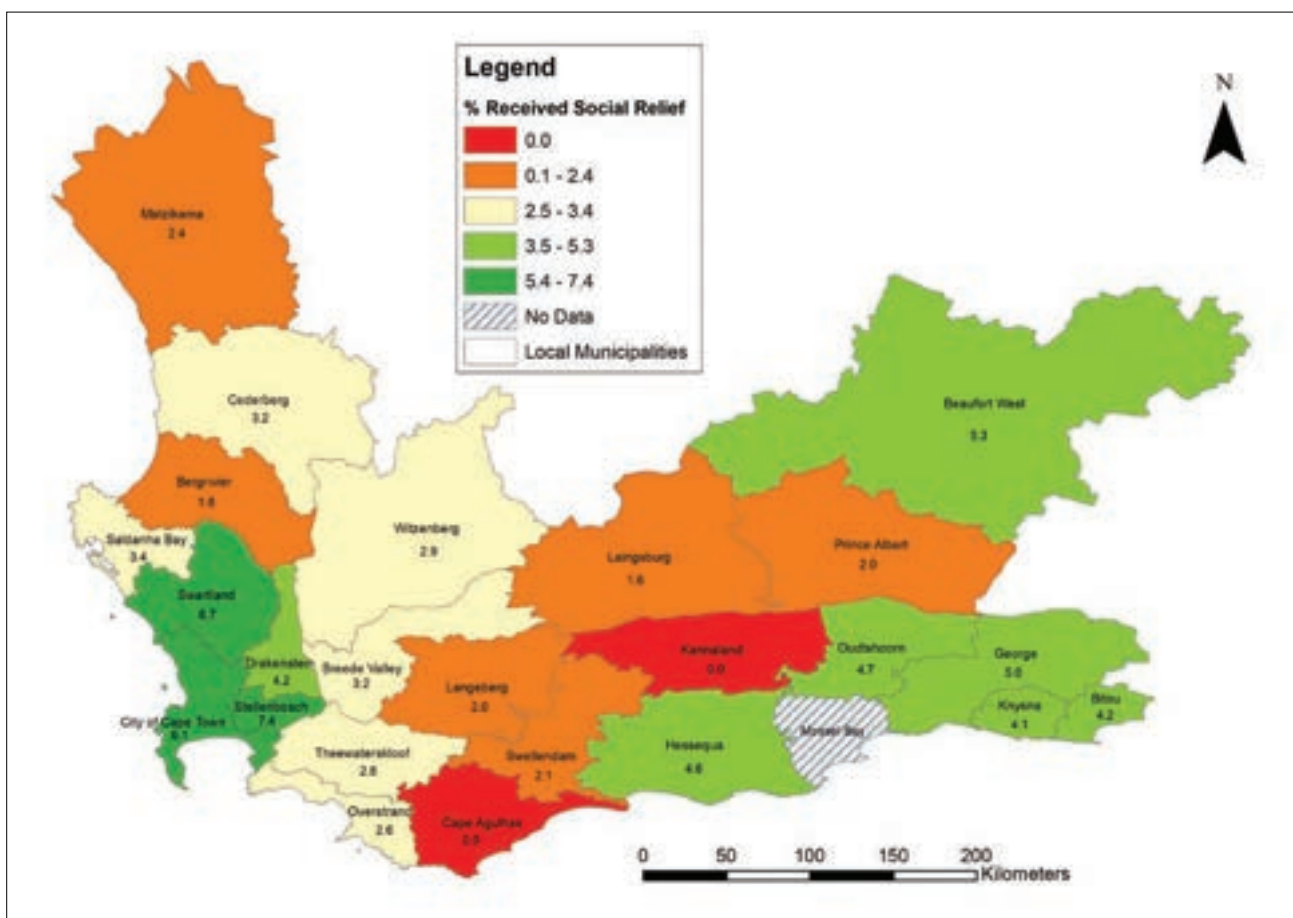 Legend
% Received Social Relief
0.0
0.1 - 2.4
2.5 - 3.4
3.5 - 5.3
5.4 - 7.4
No Data
Local Municipalities
N
Matzikama
2.4
Cederberg
3.2
Bergrivier
Saldanha Bay
3.4
Swartland
Witzenberg
2.9
Beaufort West
5.3
Laingsburg
1.6
Prince Albert
2.0
Drakenstein
4.2
Breede Valley
3.2
Langeberg
2.0
Kannaland
0.0
Oudtshoorn
4.7
George
5.0
Knysna
4.1
Bitou
4.2
Stellenbosch
7.4
City of Cape Town
6.1
Theewaterskloof
2.8
Swellendam
2.1
Hessequa
4.6
Mossel Bay
Overstrand
2.6
Cape Agulhas
0.0
0 50 100 150 200
Kilometers